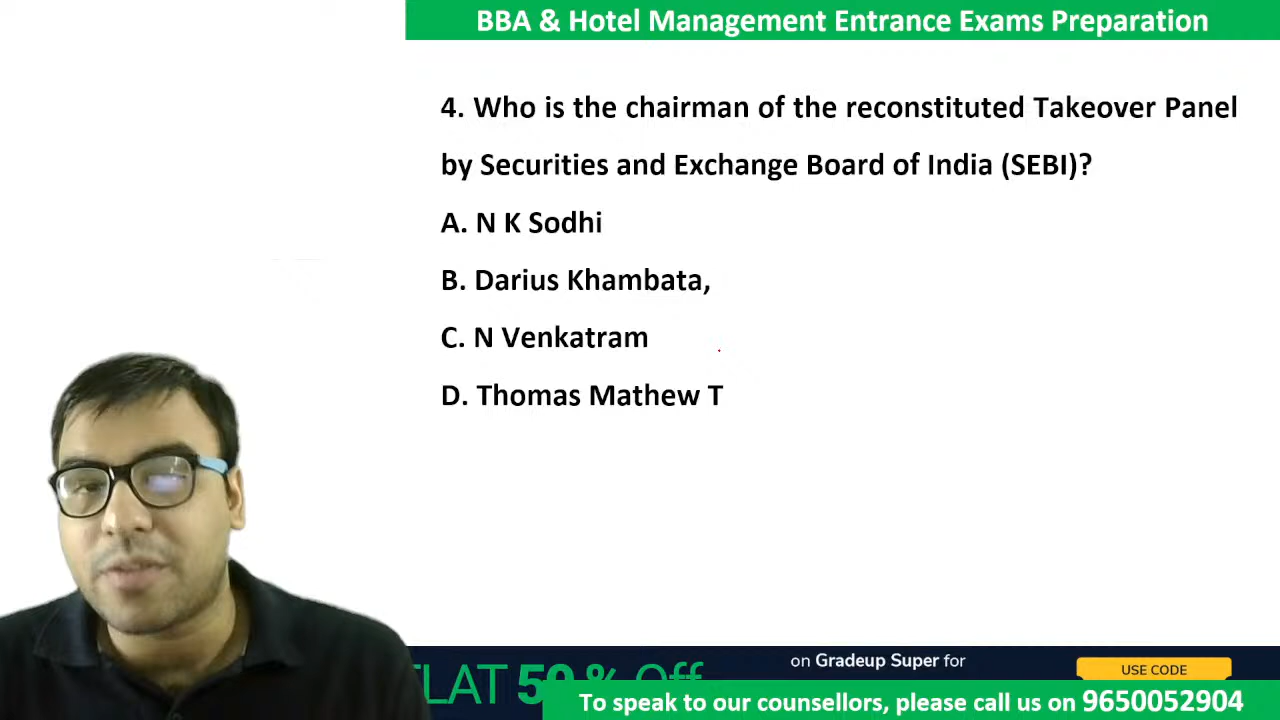 BBA & Hotel Management Entrance Exams Preparation
4. Who is the chairman of the reconstituted Takeover Panel
by Securities and Exchange Board of India (SEBI)?
A. N K Sodhi
B. Darius Khambata,
C. N Venkatram
D. Thomas Mathew T
on Gradeup Super for
USE CODE
To speak to our counsellors, please call us on 9650052904